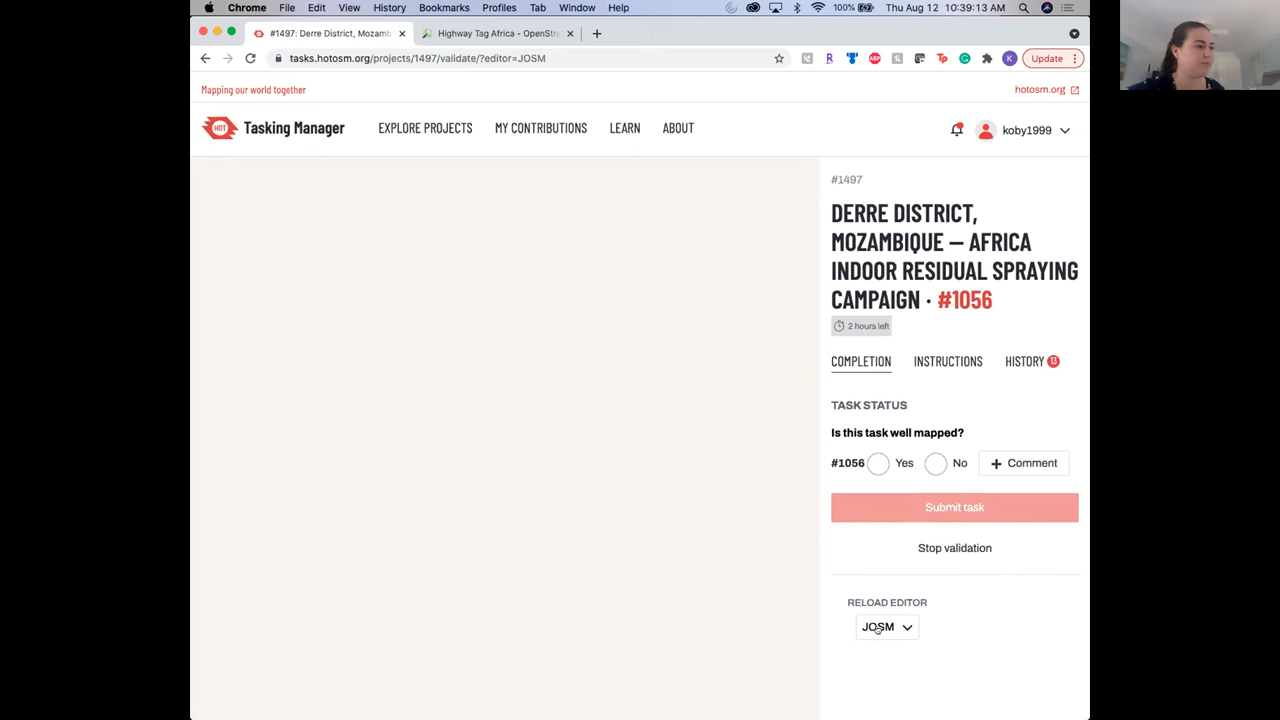 Chrome File Edit View History Bookmarks Profiles Tab Window Help 100% Thu Aug 12 10:39:13 AM
#1497: Derre District, Mozamb Highway Tag Africa - OpenStr
tasks.hotosm.org/projects/1497/validate/?editor=JOSM K Update
Mapping our world together hotosm.org
HOT Tasking Manager EXPLORE PROJECTS MY CONTRIBUTIONS LEARN ABOUT koby1999
#1497
DERRE DISTRICT,
MOZAMBIQUE – AFRICA
INDOOR RESIDUAL SPRAYING
CAMPAIGN · #1056
2 hours left
COMPLETION INSTRUCTIONS HISTORY 13
TASK STATUS
Is this task well mapped?
#1056 Yes No + Comment
Submit task
Stop validation
RELOAD EDITOR
JOSM